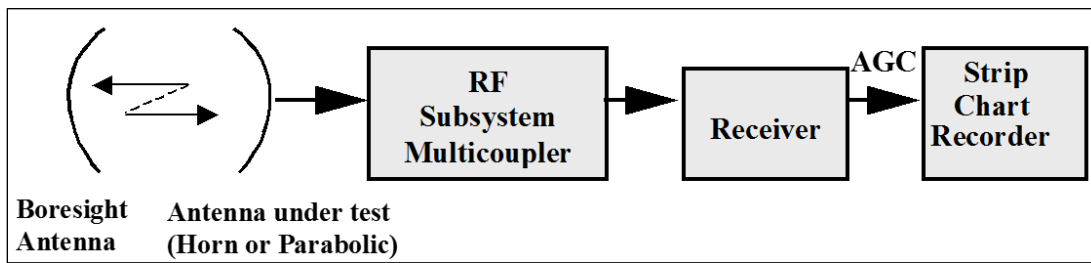 Boresight
Antenna
Antenna under test
(Horn or Parabolic)
RF
Subsystem
Multicoupler
Receiver
AGC
Strip
Chart
Recorder